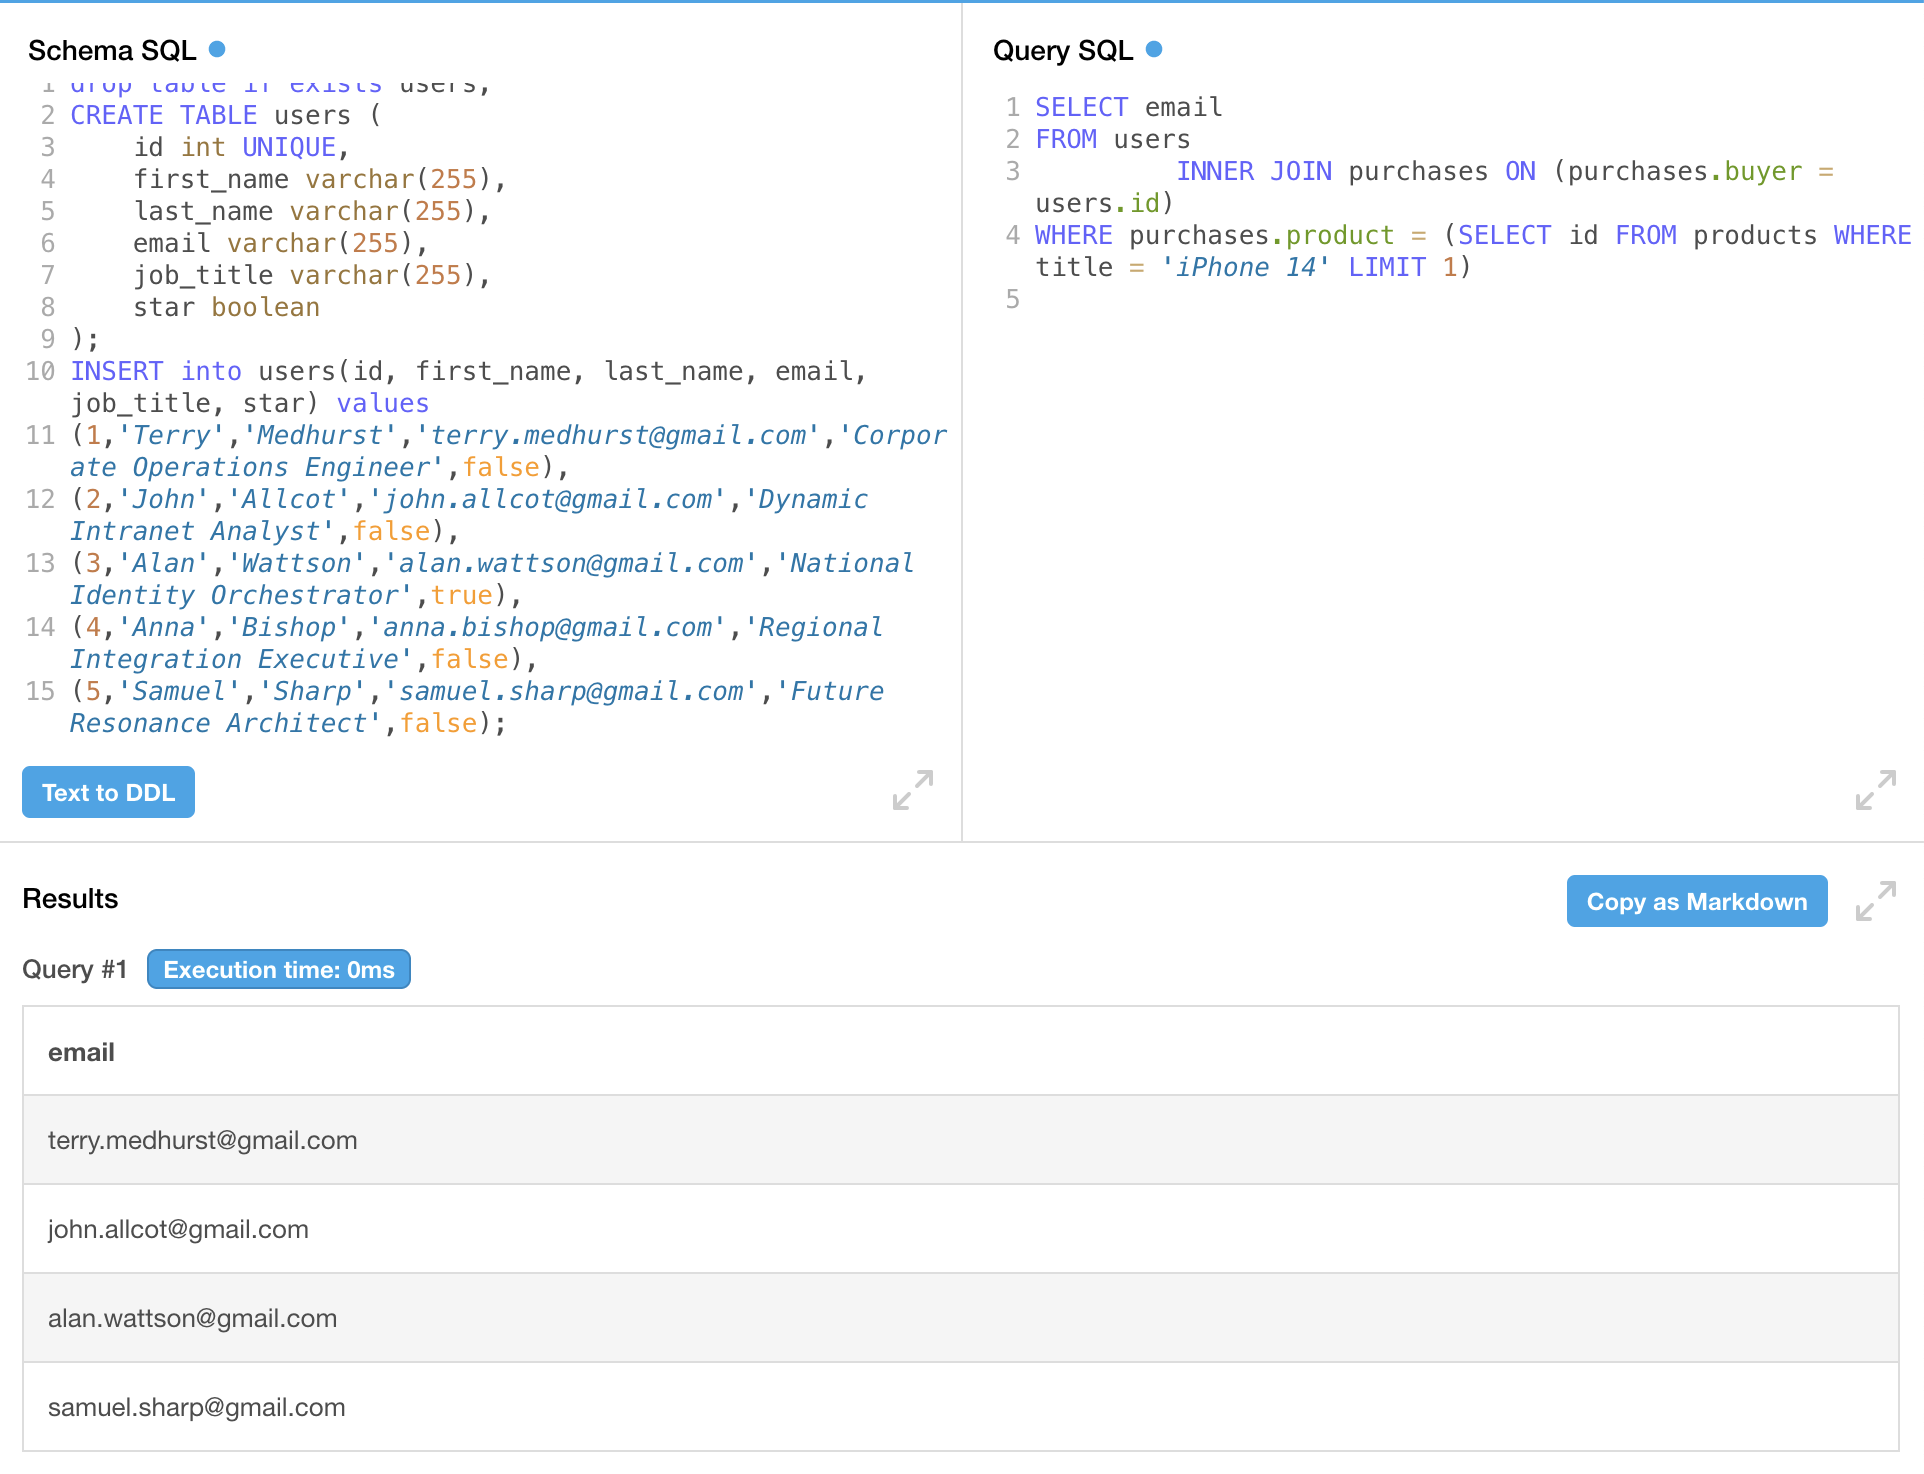 Schema SQL
1 drop table if exists users;
2 CREATE TABLE users (
3     id int UNIQUE,
4     first_name varchar(255),
5     last_name varchar(255),
6     email varchar(255),
7     job_title varchar(255),
8     star boolean
9 );
10 INSERT into users(id, first_name, last_name, email,
job_title, star) values
11 (1,'Terry','Medhurst','terry.medhurst@gmail.com','Corpor
ate Operations Engineer',false),
12 (2,'John','Allcot','john.allcot@gmail.com','Dynamic
Intranet Analyst',false),
13 (3,'Alan','Wattson','alan.wattson@gmail.com','National
Identity Orchestrator',true),
14 (4,'Anna','Bishop','anna.bishop@gmail.com','Regional
Integration Executive',false),
15 (5,'Samuel','Sharp','samuel.sharp@gmail.com','Future
Resonance Architect',false);
Text to DDL
Query SQL
1 SELECT email
2 FROM users
3          INNER JOIN purchases ON (purchases.buyer =
users.id)
4 WHERE purchases.product = (SELECT id FROM products WHERE
title = 'iPhone 14' LIMIT 1)
5
Results
Copy as Markdown
Query #1 Execution time: 0ms
email
terry.medhurst@gmail.com
john.allcot@gmail.com
alan.wattson@gmail.com
samuel.sharp@gmail.com